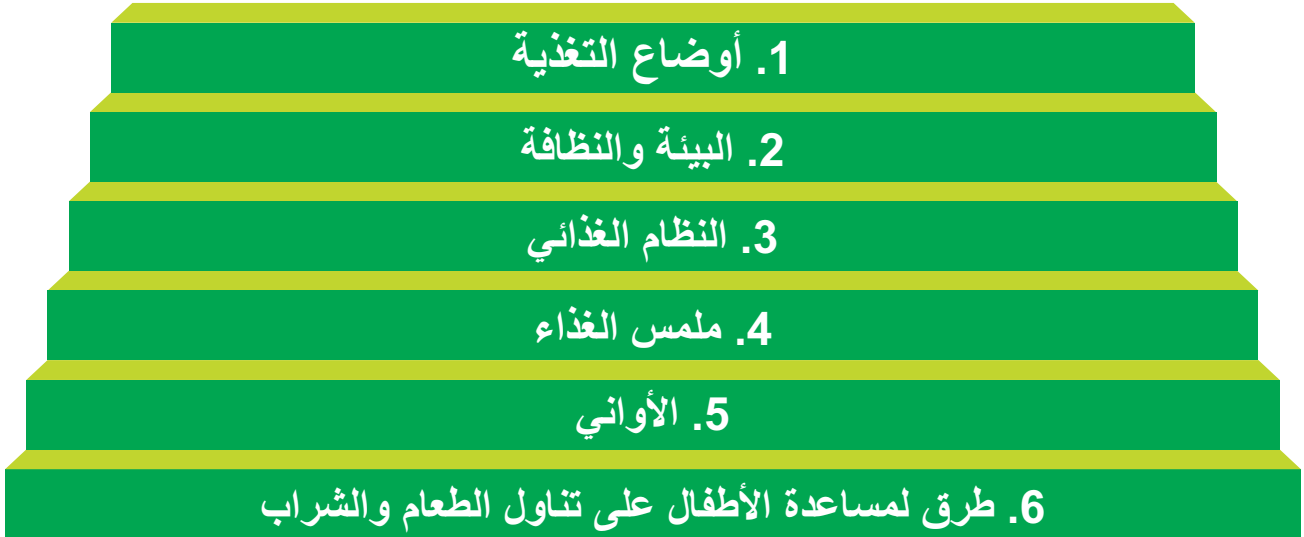 1. أوضاع التغذية
2. البيئة والنظافة
3. النظام الغذائي
4. ملمس الغذاء
5. الأواني
6. طرق لمساعدة الأطفال على تناول الطعام والشراب